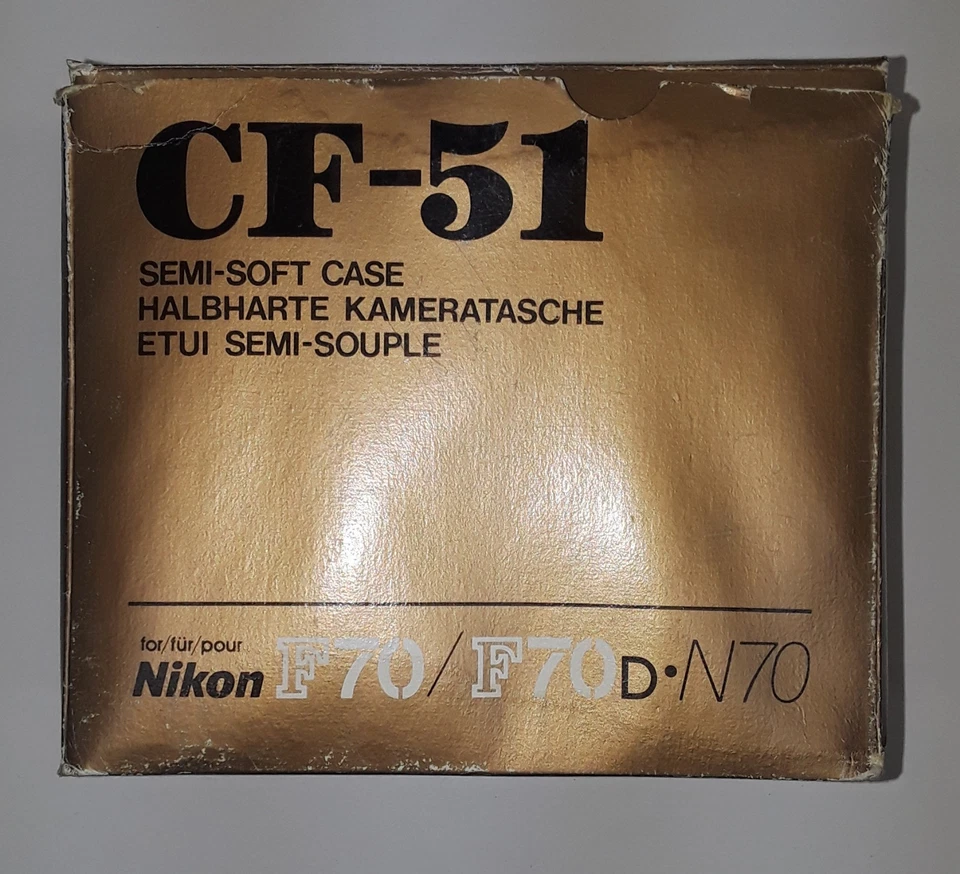 CF-51
SEMI-SOFT CASE
HALBHARTE KAMERATASCHE
ETUI SEMI-SOUPLE
for/für/pour
Nikon F70/F70D·N70